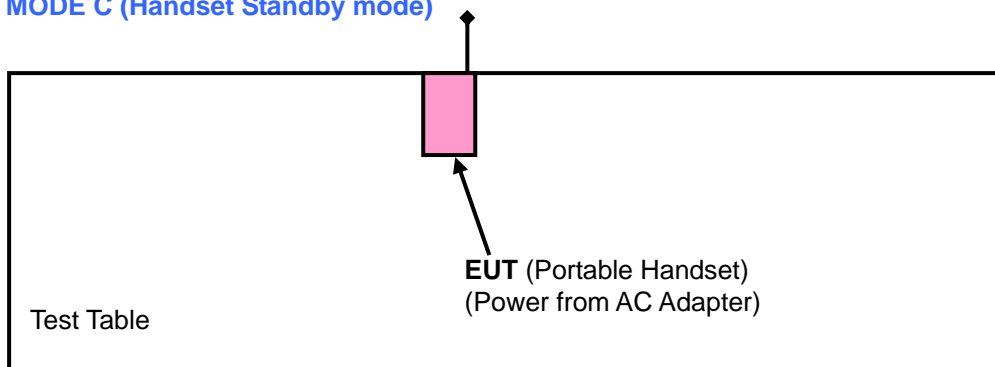 MODE C (Handset Standby mode)
EUT (Portable Handset)
(Power from AC Adapter)
Test Table